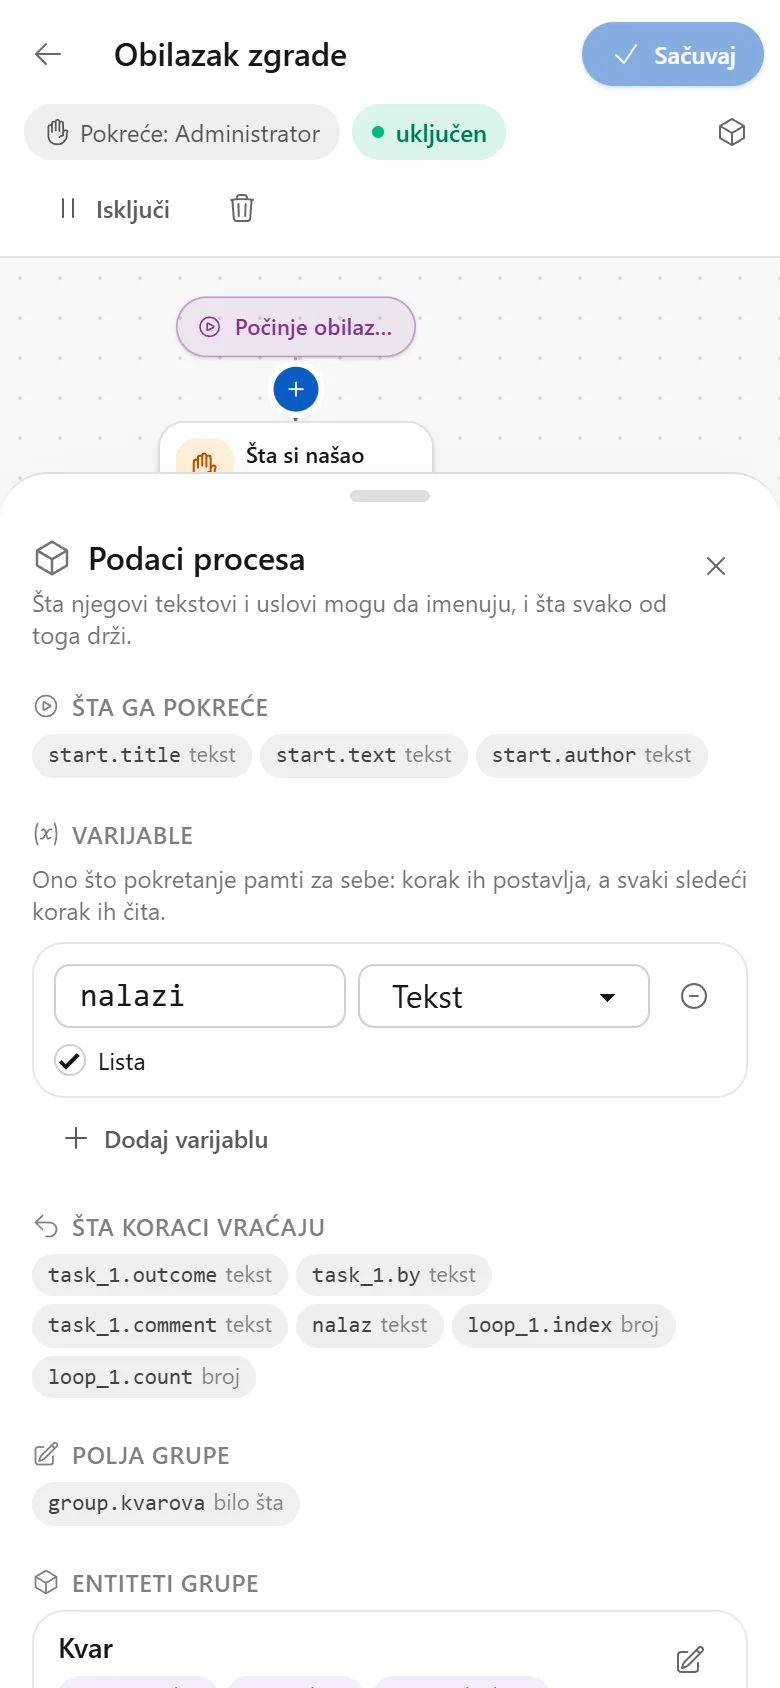 Obilazak zgrade
Sačuvaj
Pokreće: Administrator
uključen
Isključi
Počinje obilaz...
Šta si našao
Podaci procesa
Šta njegovi tekstovi i uslovi mogu da imenuju, i šta svako od
toga drži.
ŠTA GA POKREĆE
start.title tekst
start.text tekst
start.author tekst
(x) VARIJABLE
Ono što pokretanje pamti za sebe: korak ih postavlja, a svaki sledeći
korak ih čita.
nalazi
Tekst
Lista
Dodaj varijablu
ŠTA KORACI VRAĆAJU
task_1.outcome tekst
task_1.by tekst
task_1.comment tekst
nalaz tekst
loop_1.index broj
loop_1.count broj
POLJA GRUPE
group.kvarova bilo šta
ENTITETI GRUPE
Kvar